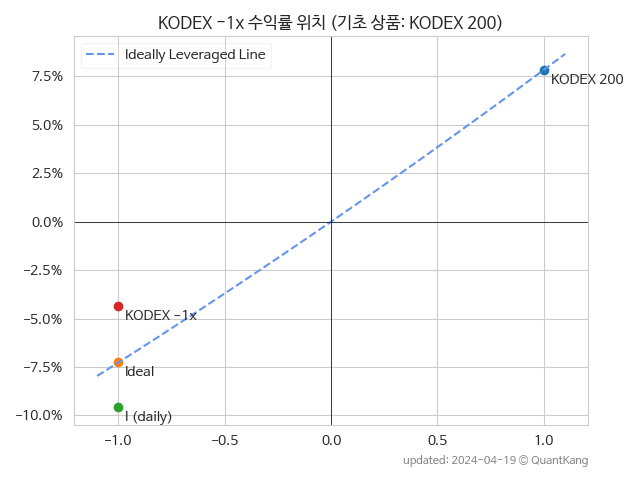 KODEX -1x 수익률 위치 (기초 상품: KODEX 200)
Ideally Leveraged Line
7.5%
KODEX 200
5.0%
2.5%
0.0%
-2.5%
-5.0%
KODEX -1x
-7.5%
Ideal
-10.0%
I (daily)
-1.0
-0.5
0.0
0.5
1.0
updated: 2024-04-19 © QuantKang